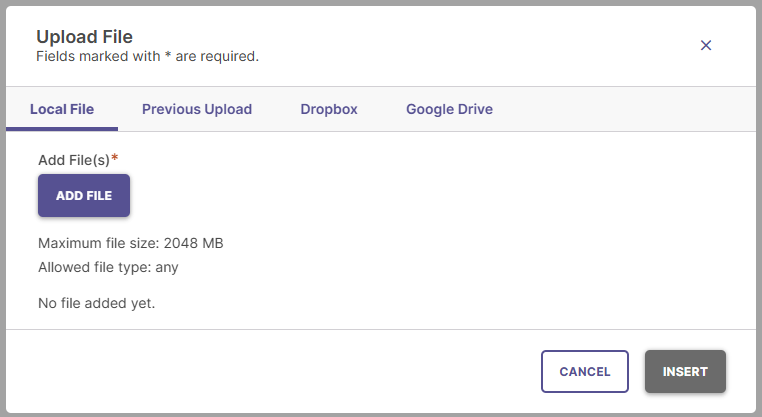 Upload File
Fields marked with * are required.
Local File Previous Upload Dropbox Google Drive
Add File(s)*
ADD FILE
Maximum file size: 2048 MB
Allowed file type: any
No file added yet.
CANCEL INSERT